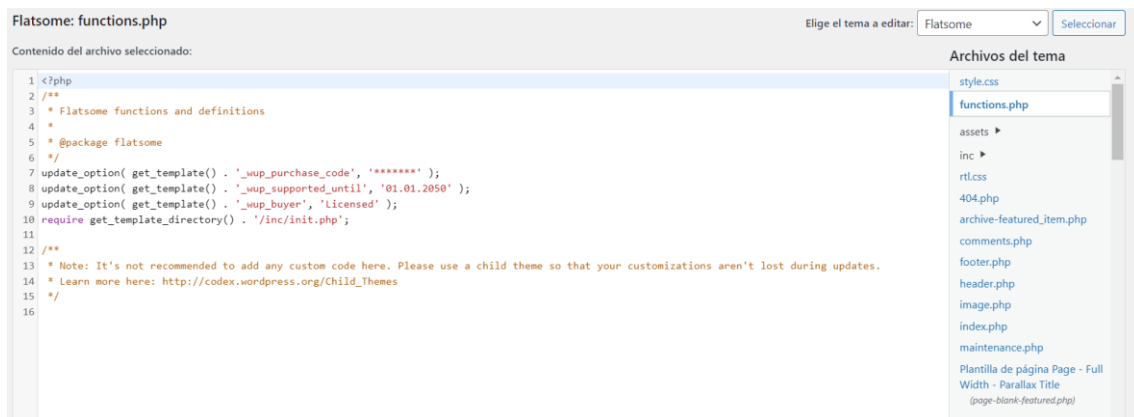 Flatsome: functions.php
Elige el tema a editar: Flatsome Seleccionar
Contenido del archivo seleccionado:
Archivos del tema
1 <?php
2 /**
3  * Flatsome functions and definitions
4  *
5  * @package flatsome
6  */
7 update_option( get_template() . '_wup_purchase_code', '*******' );
8 update_option( get_template() . '_wup_supported_until', '01.01.2050' );
9 update_option( get_template() . '_wup_buyer', 'Licensed' );
10 require get_template_directory() . '/inc/init.php';
11
12 /**
13  * Note: It's not recommended to add any custom code here. Please use a child theme so that your customizations aren't lost during updates.
14  * Learn more here: http://codex.wordpress.org/Child_Themes
15  */
16
style.css
functions.php
assets
inc
rtl.css
404.php
archive-featured_item.php
comments.php
footer.php
header.php
image.php
index.php
maintenance.php
Plantilla de página Page - Full
Width - Parallax Title
(page-blank-featured.php)